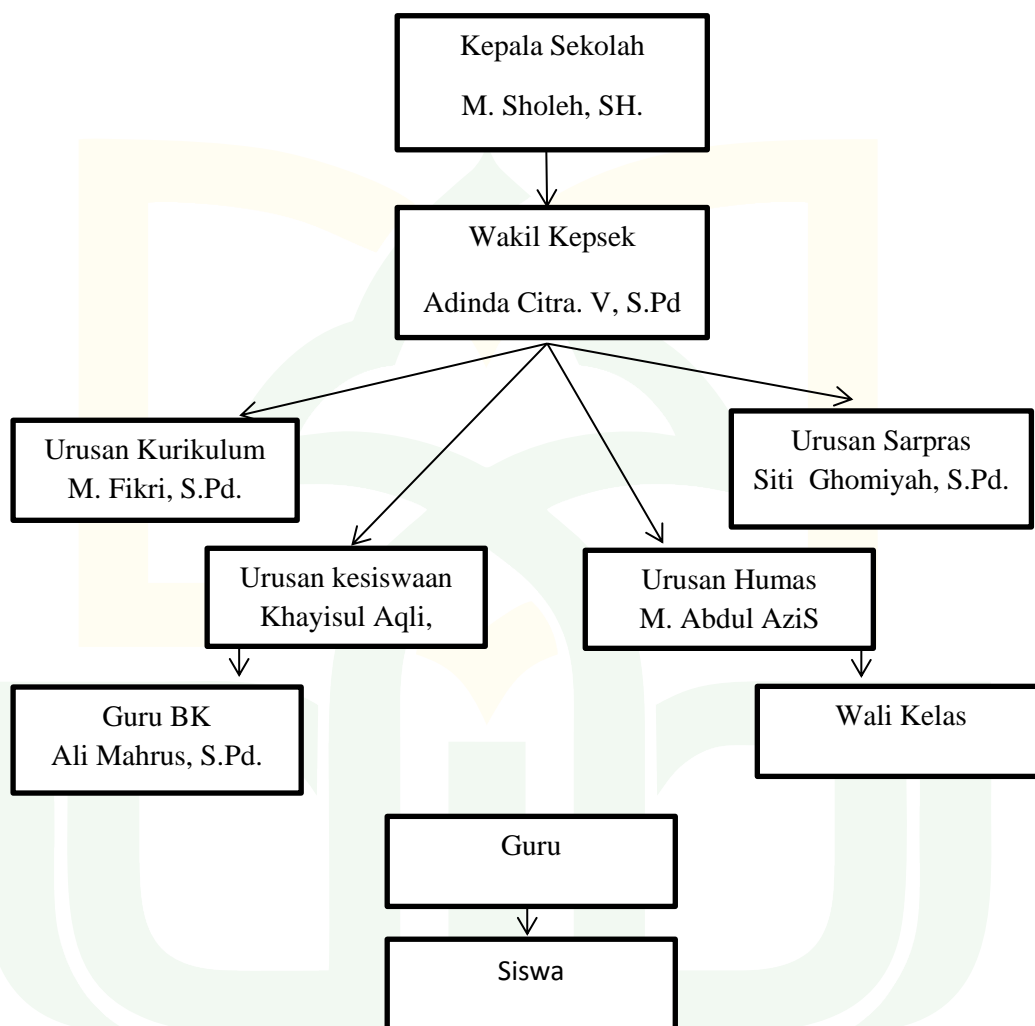 Kepala Sekolah
M. Sholeh, SH.
Wakil Kepsek
Adinda Citra. V, S.Pd
Urusan Kurikulum
M. Fikri, S.Pd.
Urusan Sarpras
Siti  Ghomiyah, S.Pd.
Urusan kesiswaan
Khayisul Aqli,
Urusan Humas
M. Abdul AziS
Guru BK
Ali Mahrus, S.Pd.
Wali Kelas
Guru
Siswa